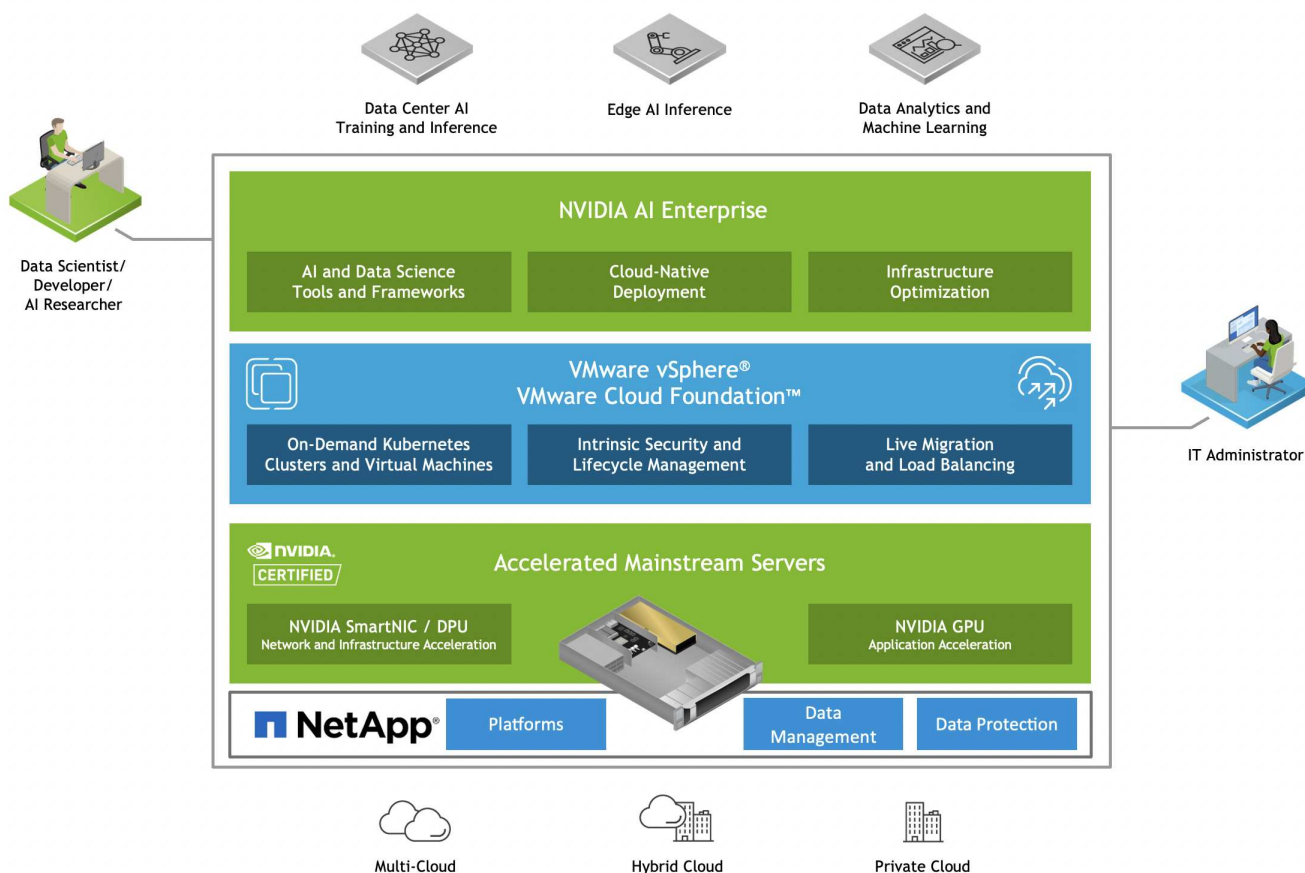 Data Center AI
Training and Inference
Edge AI Inference
Data Analytics and
Machine Learning
Data Scientist/
Developer/
AI Researcher
NVIDIA AI Enterprise
AI and Data Science
Tools and Frameworks
Cloud-Native
Deployment
Infrastructure
Optimization
VMware vSphere®
VMware Cloud Foundation™
On-Demand Kubernetes
Clusters and Virtual Machines
Intrinsic Security and
Lifecycle Management
Live Migration
and Load Balancing
IT Administrator
NVIDIA.
CERTIFIED
Accelerated Mainstream Servers
NVIDIA SmartNIC / DPU
Network and Infrastructure Acceleration
NVIDIA GPU
Application Acceleration
NetApp®
Platforms
Data
Management
Data Protection
Multi-Cloud
Hybrid Cloud
Private Cloud